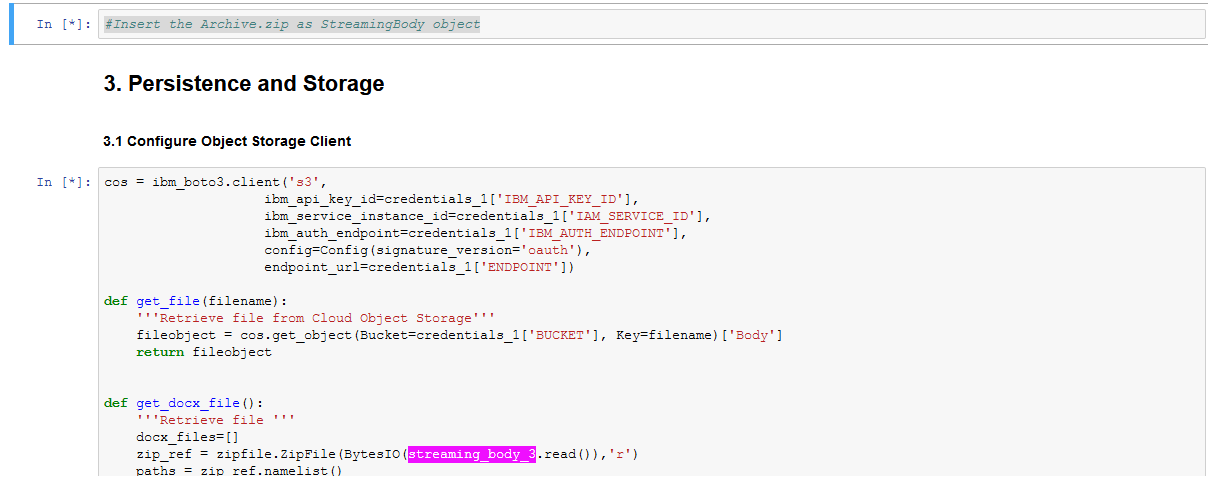 In [*]: #Insert the Archive.zip as StreamingBody object
3. Persistence and Storage
3.1 Configure Object Storage Client
In [*]: cos = ibm_boto3.client('s3',
                    ibm_api_key_id=credentials_1['IBM_API_KEY_ID'],
                    ibm_service_instance_id=credentials_1['IAM_SERVICE_ID'],
                    ibm_auth_endpoint=credentials_1['IBM_AUTH_ENDPOINT'],
                    config=Config(signature_version='oauth'),
                    endpoint_url=credentials_1['ENDPOINT'])
def get_file(filename):
    '''Retrieve file from Cloud Object Storage'''
    fileobject = cos.get_object(Bucket=credentials_1['BUCKET'], Key=filename)['Body']
    return fileobject
def get_docx_file():
    '''Retrieve file '''
    docx_files=[]
    zip_ref = zipfile.ZipFile(BytesIO(streaming_body_3.read()),'r')
    paths = zip_ref.namelist()